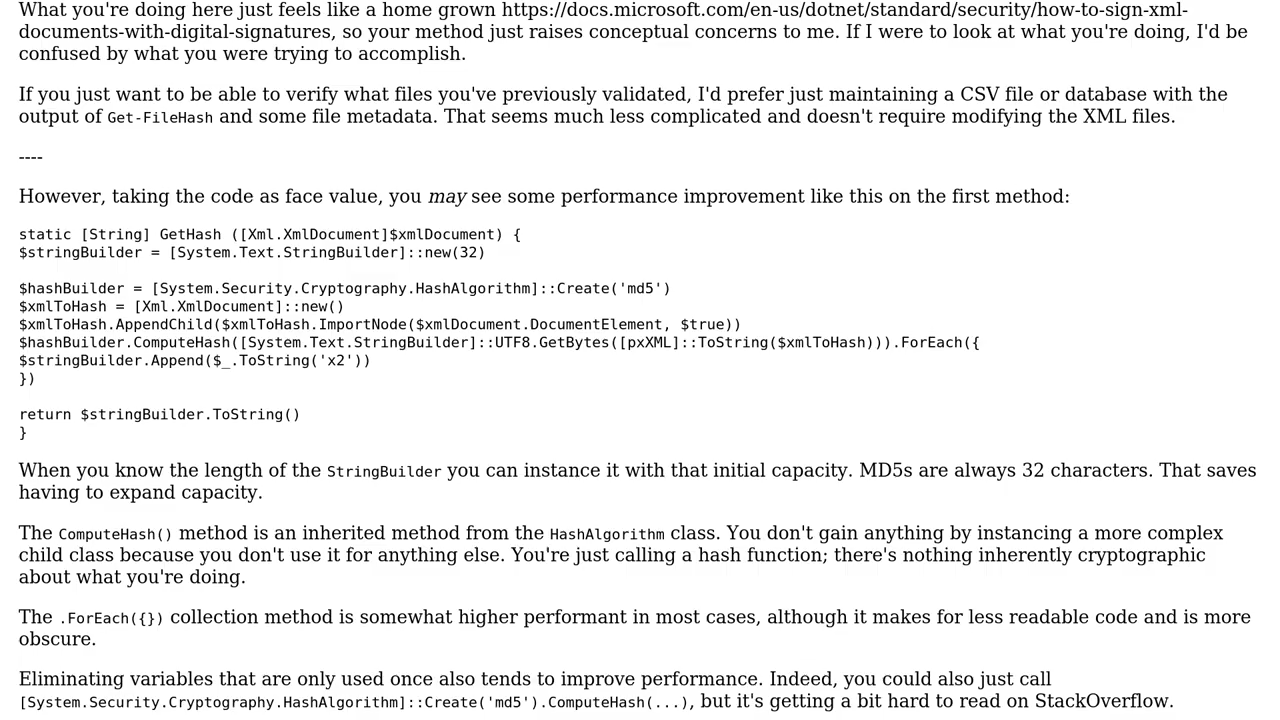 What you're doing here just feels like a home grown https://docs.microsoft.com/en-us/dotnet/standard/security/how-to-sign-xml-
documents-with-digital-signatures, so your method just raises conceptual concerns to me. If I were to look at what you're doing, I'd be
confused by what you were trying to accomplish.
If you just want to be able to verify what files you've previously validated, I'd prefer just maintaining a CSV file or database with the
output of Get-FileHash and some file metadata. That seems much less complicated and doesn't require modifying the XML files.
----
However, taking the code as face value, you may see some performance improvement like this on the first method:
static [String] GetHash ([Xml.XmlDocument]$xmlDocument) {
$stringBuilder = [System.Text.StringBuilder]::new(32)
$hashBuilder = [System.Security.Cryptography.HashAlgorithm]::Create('md5')
$xmlToHash = [Xml.XmlDocument]::new()
$xmlToHash.AppendChild($xmlToHash.ImportNode($xmlDocument.DocumentElement, $true))
$hashBuilder.ComputeHash([System.Text.StringBuilder]::UTF8.GetBytes([pxXML]::ToString($xmlToHash))).ForEach({
$stringBuilder.Append($_.ToString('x2'))
})
return $stringBuilder.ToString()
}
When you know the length of the StringBuilder you can instance it with that initial capacity. MD5s are always 32 characters. That saves
having to expand capacity.
The ComputeHash() method is an inherited method from the HashAlgorithm class. You don't gain anything by instancing a more complex
child class because you don't use it for anything else. You're just calling a hash function; there's nothing inherently cryptographic
about what you're doing.
The .ForEach({}) collection method is somewhat higher performant in most cases, although it makes for less readable code and is more
obscure.
Eliminating variables that are only used once also tends to improve performance. Indeed, you could also just call
[System.Security.Cryptography.HashAlgorithm]::Create('md5').ComputeHash(...), but it's getting a bit hard to read on StackOverflow.